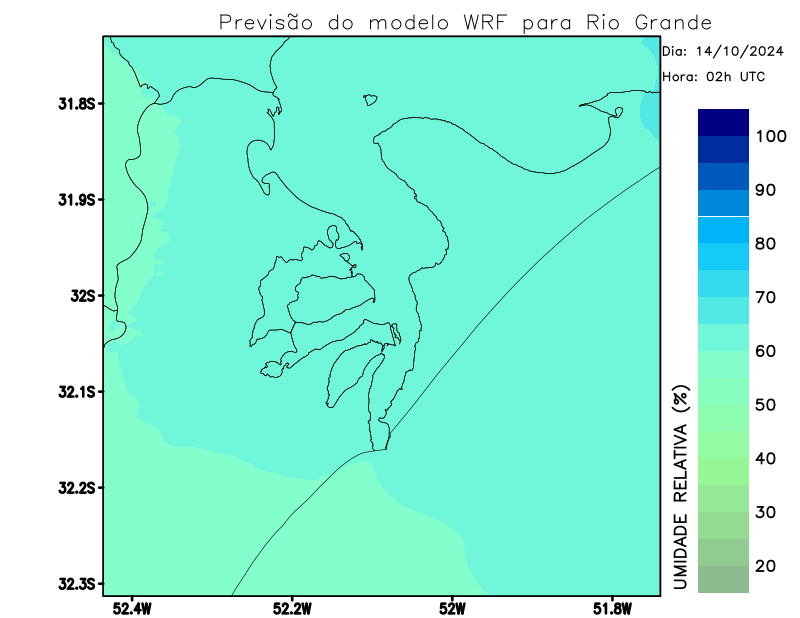 Previsão do modelo WRF para Rio Grande
Dia: 14/10/2024
Hora: 02h UTC
31.8S
31.9S
32S
32.1S
32.2S
32.3S
52.4W
52.2W
52W
51.8W
100
90
80
70
60
50
40
30
20
UMIDADE RELATIVA (%)